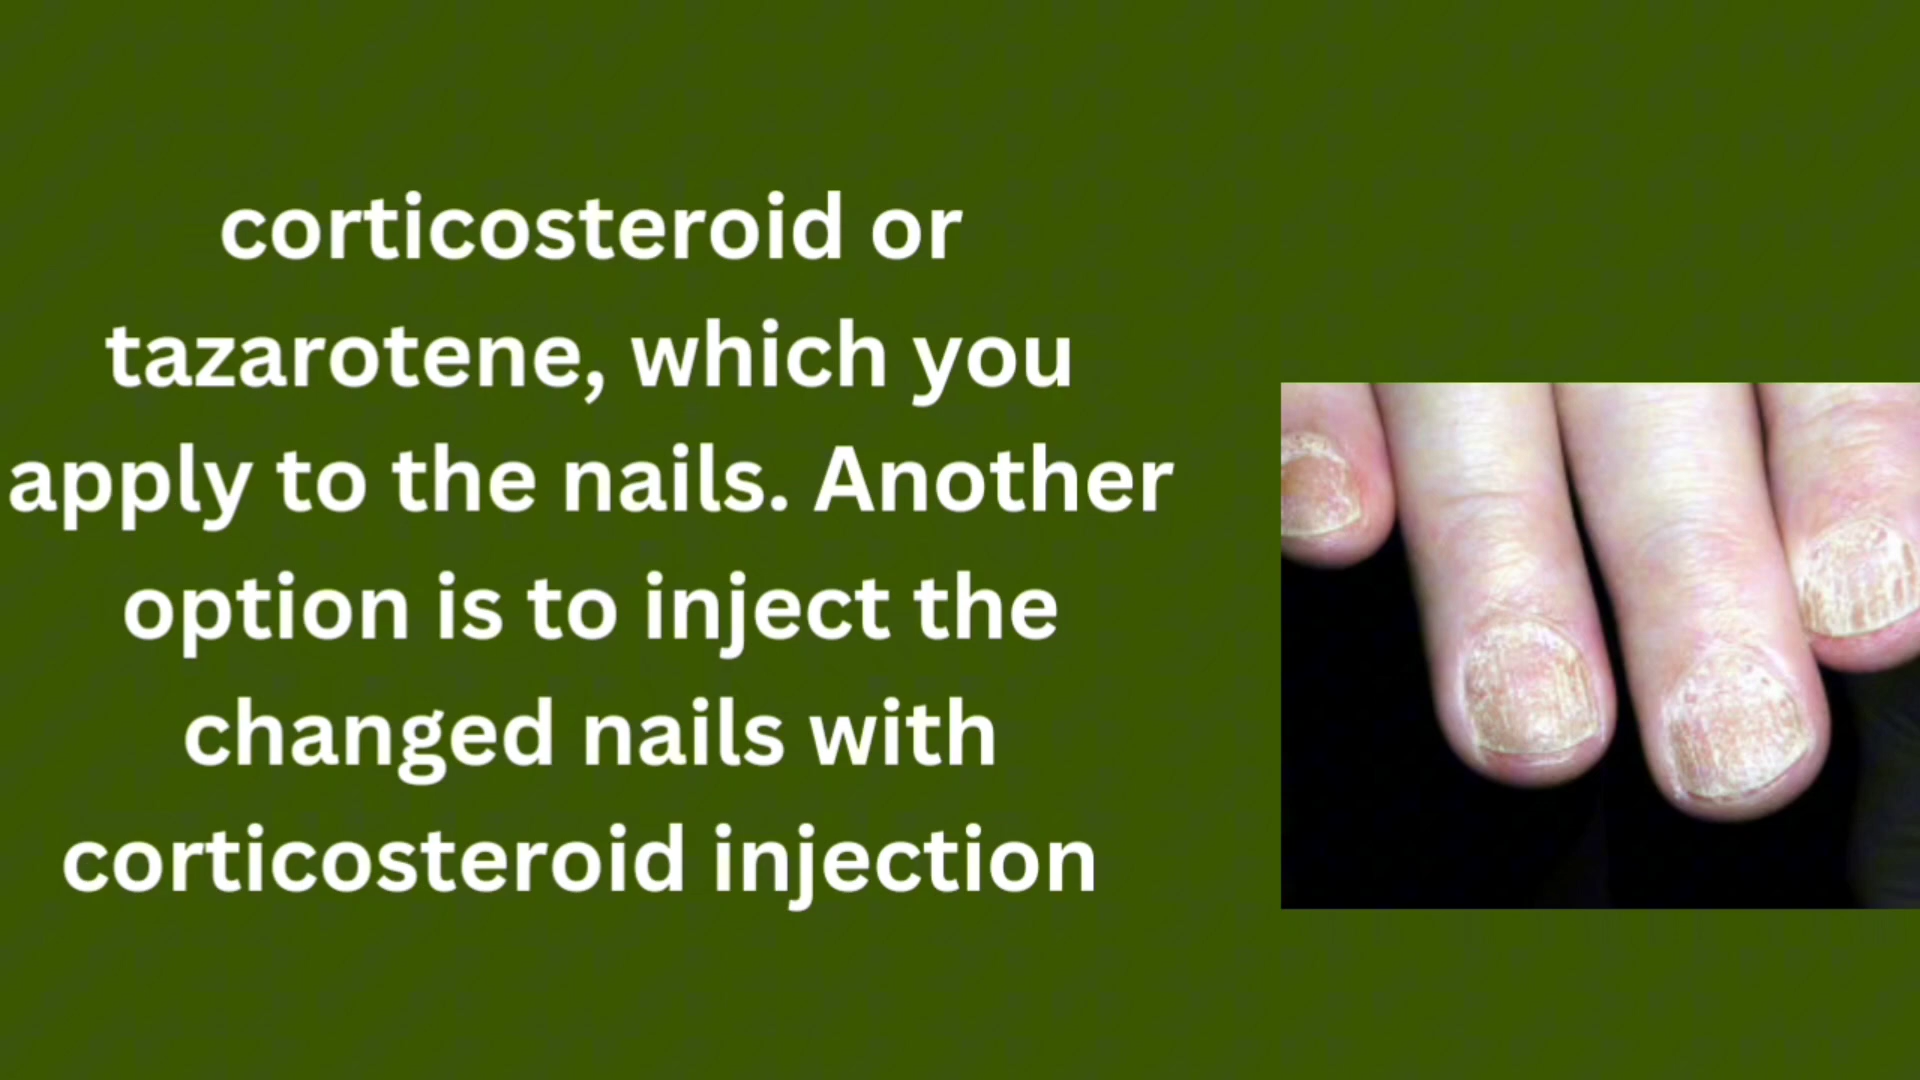 corticosteroid or
tazarotene, which you
apply to the nails. Another
option is to inject the
changed nails with
corticosteroid injection